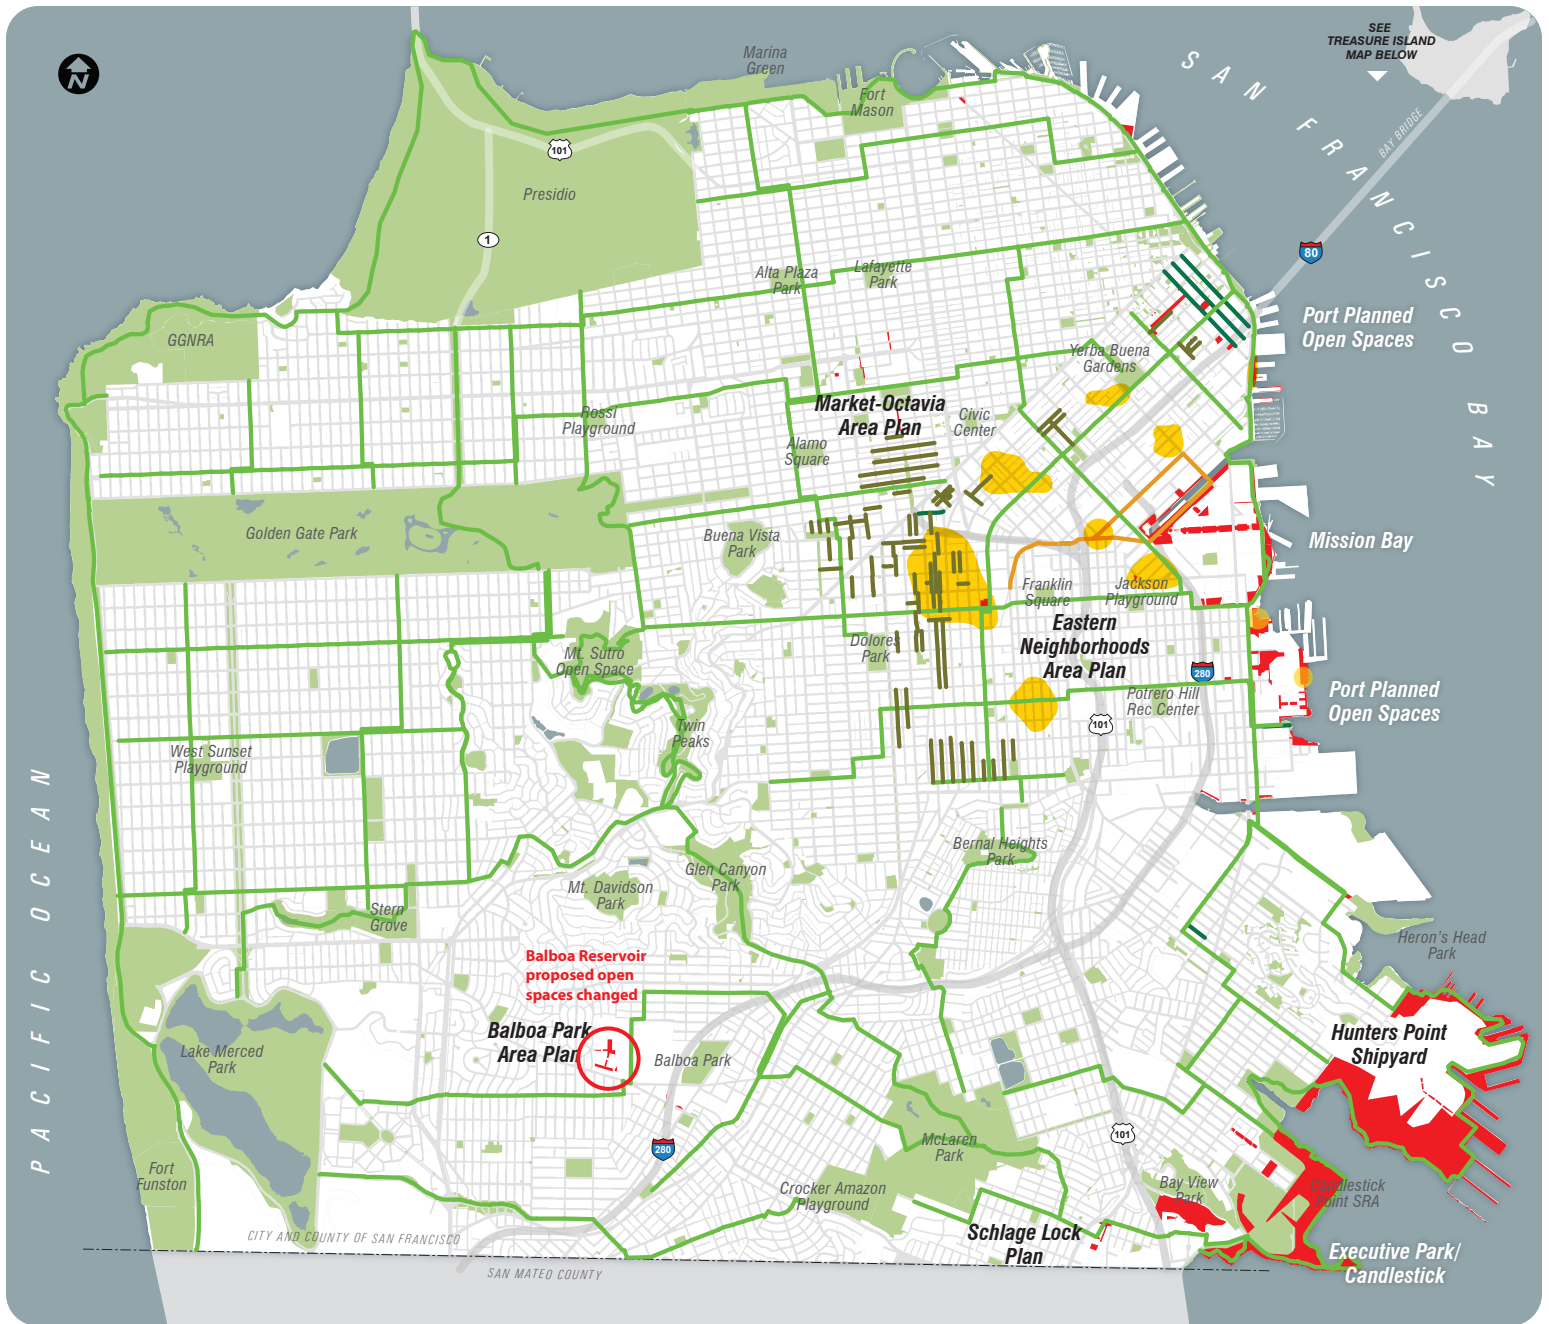 SEE
TREASURE ISLAND
MAP BELOW
N
Marina
Green
Fort
Mason
SAN FRANCISCO BAY
BAY BRIDGE
101
Presidio
1
80
Alta Plaza
Park
Lafayette
Park
Port Planned
Open Spaces
GGNRA
Yerba Buena
Gardens
Rossi
Playground
Market-Octavia
Area Plan
Civic
Center
Alamo
Square
Golden Gate Park
Buena Vista
Park
Mission Bay
Franklin
Square
Jackson
Playground
Eastern
Neighborhoods
Area Plan
Dolores
Park
Mt. Sutro
Open Space
280
Potrero Hill
Rec Center
Port Planned
Open Spaces
101
Twin
Peaks
West Sunset
Playground
PACIFIC OCEAN
Bernal Heights
Park
Glen Canyon
Park
Mt. Davidson
Park
Stern
Grove
Heron's Head
Park
Balboa Reservoir
proposed open
spaces changed
Balboa Park
Area Plan
Balboa Park
Hunters Point
Shipyard
Lake Merced
Park
McLaren
Park
101
280
Fort
Funston
Crocker Amazon
Playground
Bay View
Park
Candlestick
Point SRA
Schlage Lock
Plan
Executive Park/
Candlestick
CITY AND COUNTY OF SAN FRANCISCO
SAN MATEO COUNTY